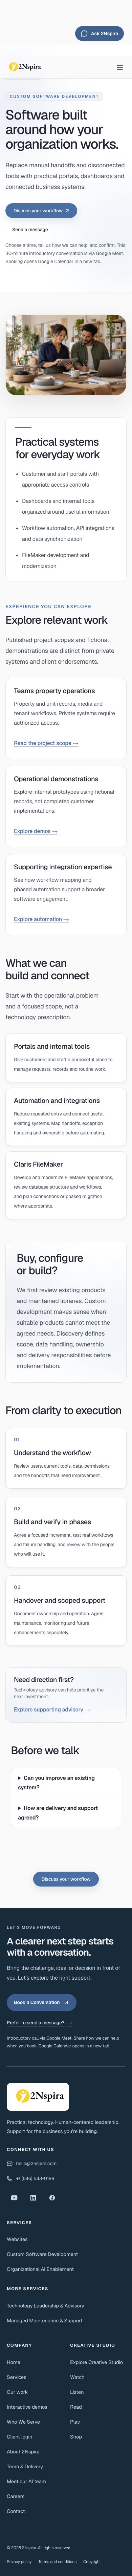 Ask 2Nspira
2Nspira
CUSTOM SOFTWARE DEVELOPMENT
Software built
around how your
organization works.
Replace manual handoffs and disconnected
tools with practical portals, dashboards and
connected business systems.
Discuss your workflow ↗
Send a message
Choose a time, tell us how we can help, and confirm. This
30-minute introductory conversation is via Google Meet.
Booking opens Google Calendar in a new tab.
Practical systems
for everyday work
• Customer and staff portals with
appropriate access controls
• Dashboards and internal tools
organized around useful information
• Workflow automation, API integrations
and data synchronization
• FileMaker development and
modernization
EXPERIENCE YOU CAN EXPLORE
Explore relevant work
Published project scopes and fictional
demonstrations are distinct from private
systems and client endorsements.
Teams property operations
Property and unit records, media and
tenant workflows. Private systems require
authorized access.
Read the project scope →
Operational demonstrations
Explore internal prototypes using fictional
records, not completed customer
implementations.
Explore demos →
Supporting integration expertise
See how workflow mapping and
phased automation support a broader
software engagement.
Explore automation →
What we can
build and connect
Start with the operational problem
and a focused scope, not a
technology prescription.
Portals and internal tools
Give customers and staff a purposeful place to
manage requests, records and routine work.
Automation and integrations
Reduce repeated entry and connect useful
existing systems. Map handoffs, exception
handling and ownership before automating.
Claris FileMaker
Develop and modernize FileMaker applications,
review database structure and workflows,
and plan connections or phased migration
where appropriate.
Buy, configure
or build?
We first review existing products
and maintained libraries. Custom
development makes sense when
suitable products cannot meet the
agreed needs. Discovery defines
scope, data handling, ownership
and delivery responsibilities before
implementation.
From clarity to execution
01
Understand the workflow
Review users, current tools, data, permissions
and the handoffs that need improvement.
02
Build and verify in phases
Agree a focused increment, test real workflows
and failure handling, and review with the people
who will use it.
03
Handover and scoped support
Document ownership and operation. Agree
maintenance, monitoring and future
enhancements separately.
Need direction first?
Technology advisory can help prioritize the
next investment.
Explore supporting advisory →
Before we talk
▸ Can you improve an existing
system?
▸ How are delivery and support
agreed?
Discuss your workflow
LET'S MOVE FORWARD
A clearer next step starts
with a conversation.
Bring the challenge, idea, or decision in front of
you. Let's explore the right support.
Book a Conversation ↗
Prefer to send a message? →
Introductory call via Google Meet. Share how we can help
when you book. Google Calendar opens in a new tab.
2Nspira
Practical technology. Human-centered leadership.
Support for the business you're building.
CONNECT WITH US
hello@2nspira.com
+1 (646) 543-0199
SERVICES
Websites
Custom Software Development
Organizational AI Enablement
MORE SERVICES
Technology Leadership & Advisory
Managed Maintenance & Support
COMPANY
Home
Services
Our work
Interactive demos
Who We Serve
Client login
About 2Nspira
Team & Delivery
Meet our AI team
Careers
Contact
CREATIVE STUDIO
Explore Creative Studio
Watch
Listen
Read
Play
Shop
© 2026 2Nspira. All rights reserved.
Privacy policy Terms and conditions Copyright